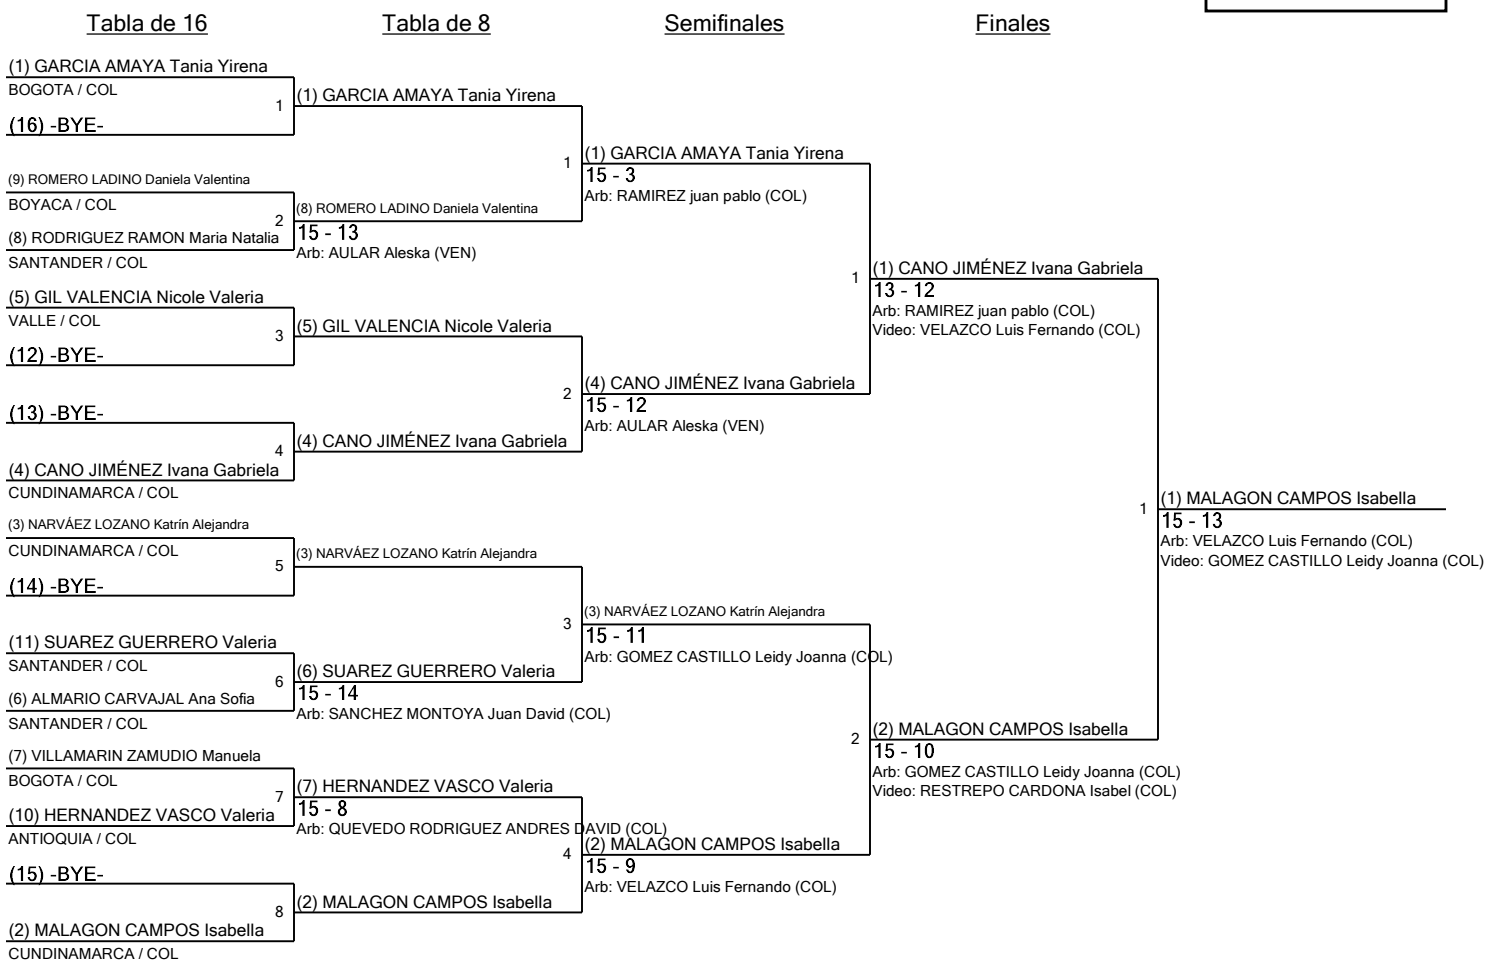 Tabla de 16
Tabla de 8
Semifinales
Finales
(1) GARCIA AMAYA Tania Yirena
BOGOTA / COL
1
(16) -BYE-
(9) ROMERO LADINO Daniela Valentina
BOYACA / COL
2
(8) RODRIGUEZ RAMON Maria Natalia
SANTANDER / COL
(5) GIL VALENCIA Nicole Valeria
VALLE / COL
3
(12) -BYE-
(13) -BYE-
4
(4) CANO JIMÉNEZ Ivana Gabriela
CUNDINAMARCA / COL
(3) NARVÁEZ LOZANO Katrín Alejandra
CUNDINAMARCA / COL
5
(14) -BYE-
(11) SUAREZ GUERRERO Valeria
SANTANDER / COL
6
(6) ALMARIO CARVAJAL Ana Sofia
SANTANDER / COL
(7) VILLAMARIN ZAMUDIO Manuela
BOGOTA / COL
7
(10) HERNANDEZ VASCO Valeria
ANTIOQUIA / COL
(15) -BYE-
8
(2) MALAGON CAMPOS Isabella
CUNDINAMARCA / COL
(1) GARCIA AMAYA Tania Yirena
1
(8) ROMERO LADINO Daniela Valentina
15 - 13
Arb: AULAR Aleska (VEN)
(5) GIL VALENCIA Nicole Valeria
2
(4) CANO JIMÉNEZ Ivana Gabriela
(3) NARVÁEZ LOZANO Katrín Alejandra
3
(6) SUAREZ GUERRERO Valeria
15 - 14
Arb: SANCHEZ MONTOYA Juan David (COL)
(7) HERNANDEZ VASCO Valeria
15 - 8
Arb: QUEVEDO RODRIGUEZ ANDRES DAVID (COL)
4
(2) MALAGON CAMPOS Isabella
(1) GARCIA AMAYA Tania Yirena
15 - 3
Arb: RAMIREZ juan pablo (COL)
1
(4) CANO JIMÉNEZ Ivana Gabriela
15 - 12
Arb: AULAR Aleska (VEN)
(3) NARVÁEZ LOZANO Katrín Alejandra
15 - 11
Arb: GOMEZ CASTILLO Leidy Joanna (COL)
2
(2) MALAGON CAMPOS Isabella
15 - 9
Arb: VELAZCO Luis Fernando (COL)
(1) CANO JIMÉNEZ Ivana Gabriela
13 - 12
Arb: RAMIREZ juan pablo (COL)
Video: VELAZCO Luis Fernando (COL)
1
(2) MALAGON CAMPOS Isabella
15 - 10
Arb: GOMEZ CASTILLO Leidy Joanna (COL)
Video: RESTREPO CARDONA Isabel (COL)
(1) MALAGON CAMPOS Isabella
15 - 13
Arb: VELAZCO Luis Fernando (COL)
Video: GOMEZ CASTILLO Leidy Joanna (COL)